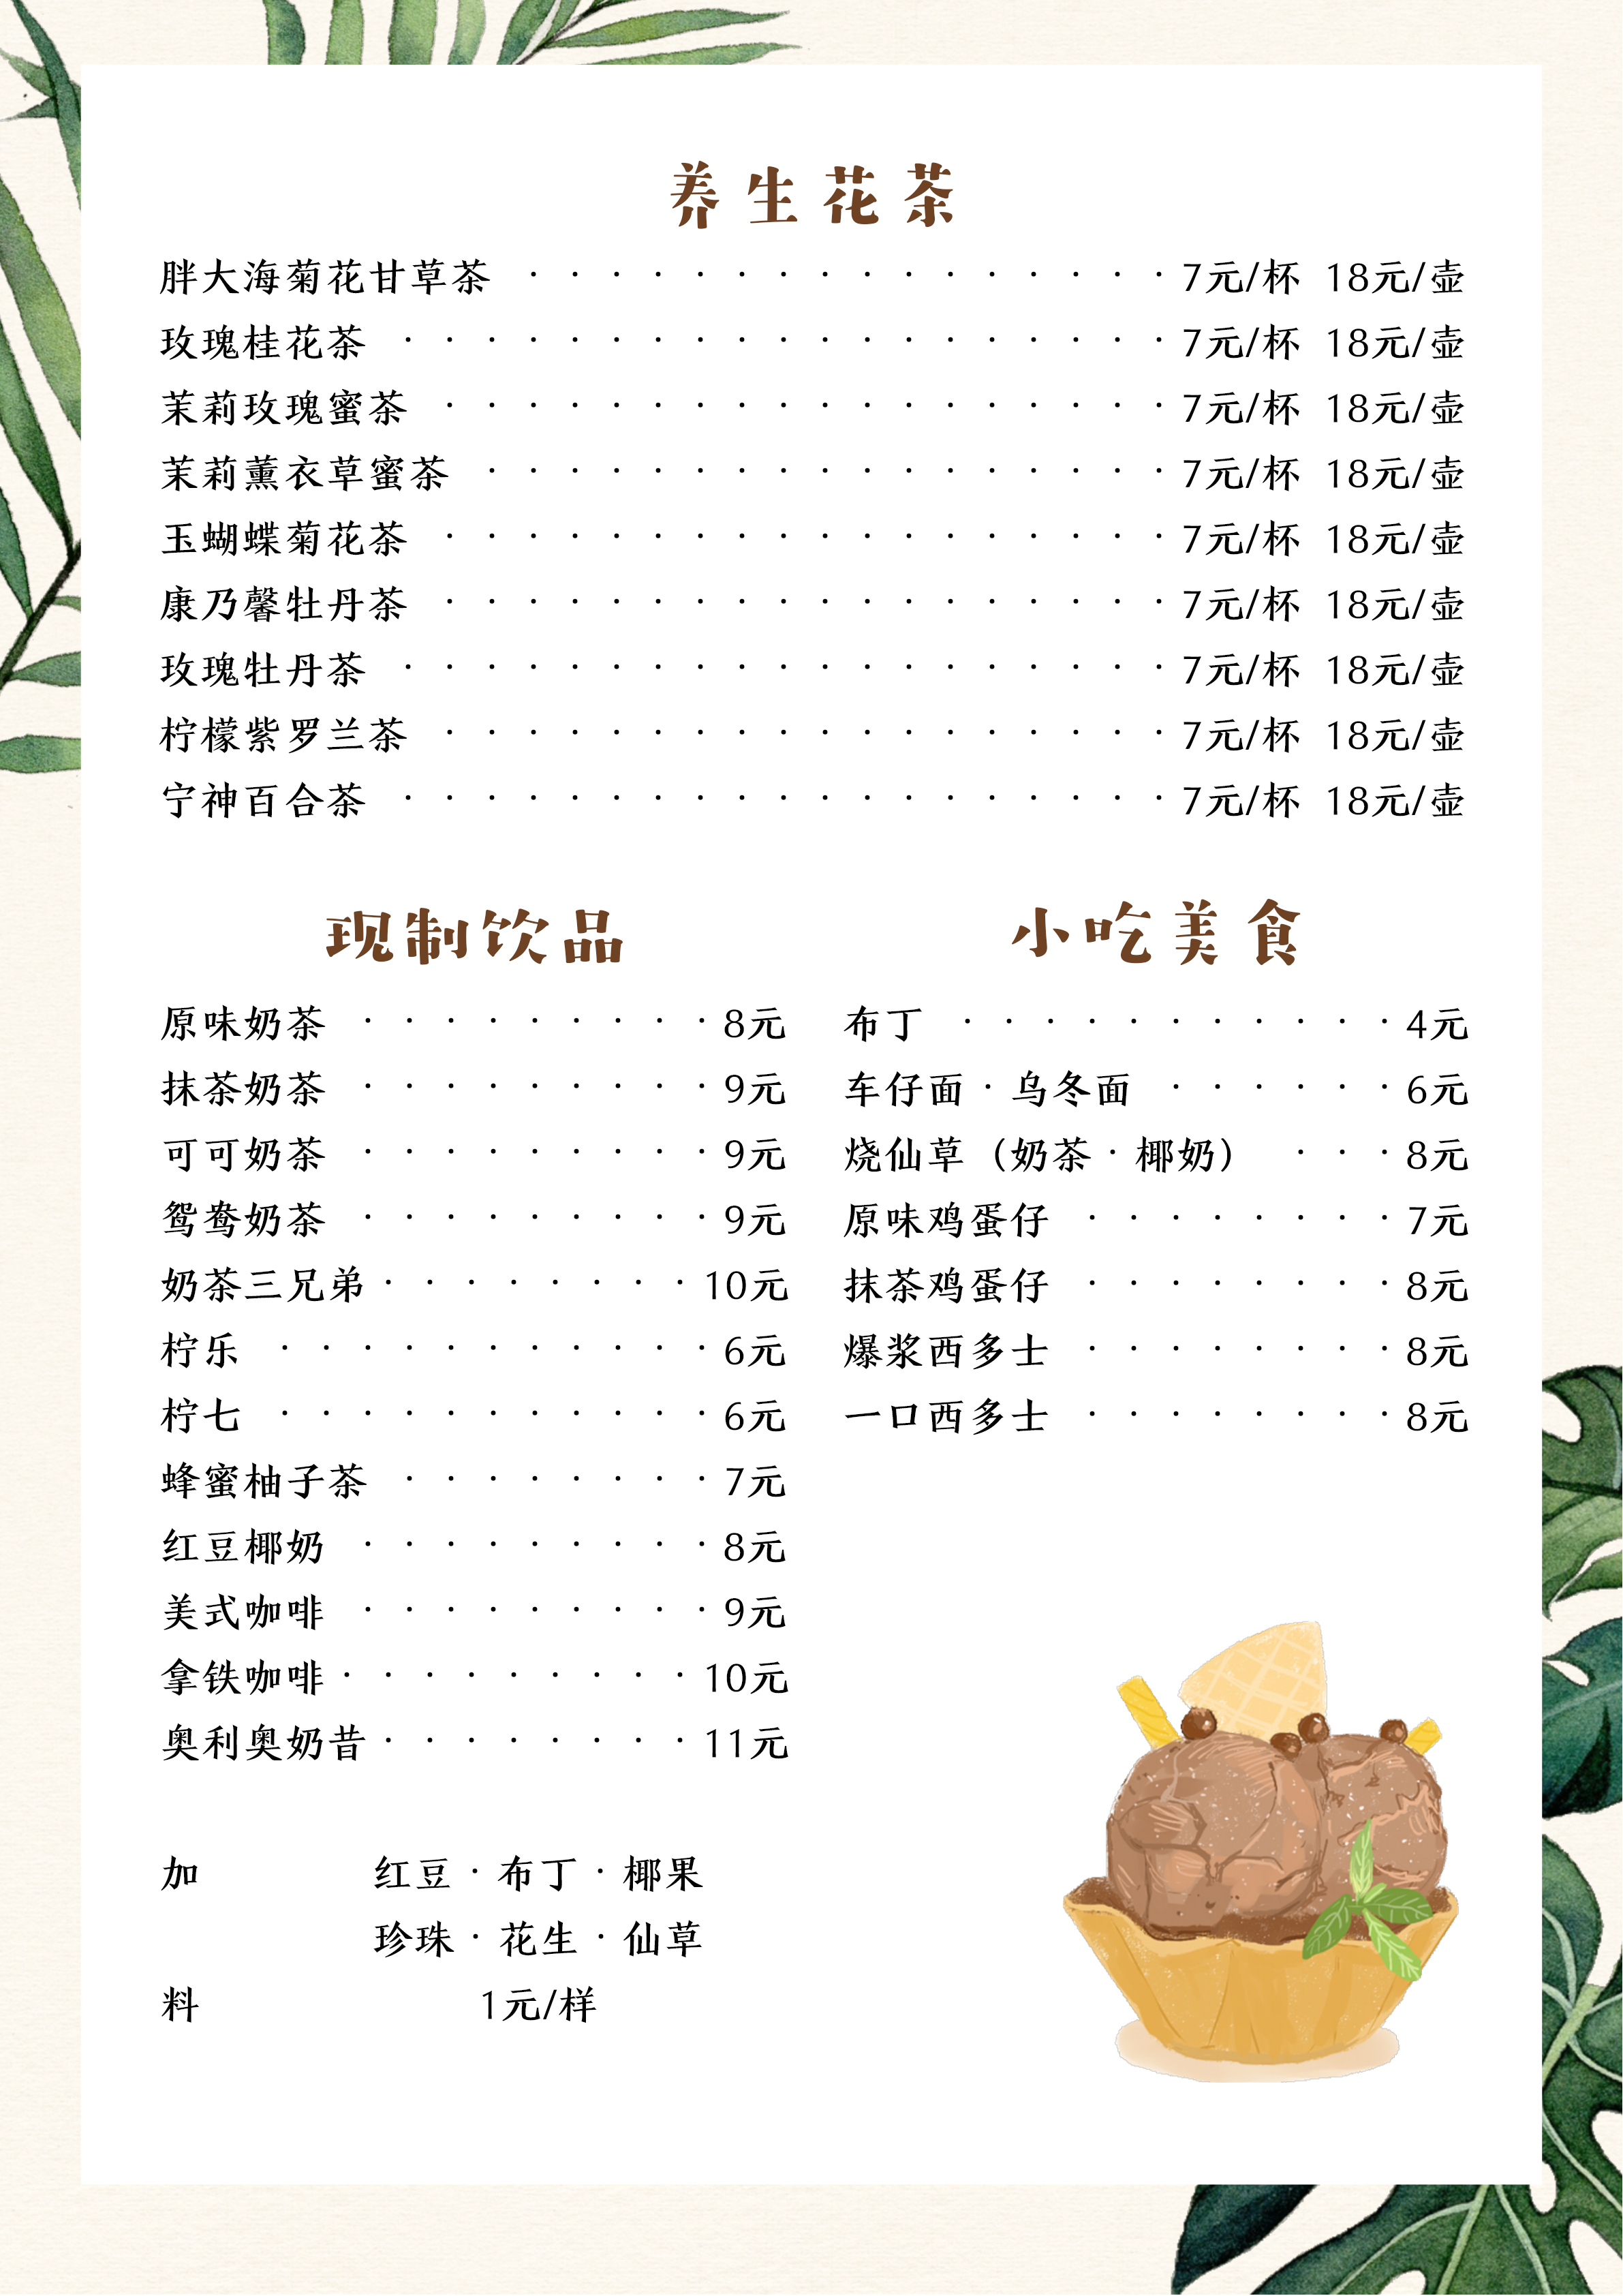 养生花茶
胖大海菊花甘草茶 · · · · · · · · · · · · · · · · 7元/杯 18元/壶
玫瑰桂花茶 · · · · · · · · · · · · · · · · · · · 7元/杯 18元/壶
茉莉玫瑰蜜茶 · · · · · · · · · · · · · · · · · · 7元/杯 18元/壶
茉莉薰衣草蜜茶 · · · · · · · · · · · · · · · · · 7元/杯 18元/壶
玉蝴蝶菊花茶 · · · · · · · · · · · · · · · · · · 7元/杯 18元/壶
康乃馨牡丹茶 · · · · · · · · · · · · · · · · · · 7元/杯 18元/壶
玫瑰牡丹茶 · · · · · · · · · · · · · · · · · · · 7元/杯 18元/壶
柠檬紫罗兰茶 · · · · · · · · · · · · · · · · · · 7元/杯 18元/壶
宁神百合茶 · · · · · · · · · · · · · · · · · · · 7元/杯 18元/壶
现制饮品
原味奶茶 · · · · · · · · · 8元
抹茶奶茶 · · · · · · · · · 9元
可可奶茶 · · · · · · · · · 9元
鸳鸯奶茶 · · · · · · · · · 9元
奶茶三兄弟 · · · · · · · · 10元
柠乐 · · · · · · · · · · · 6元
柠七 · · · · · · · · · · · 6元
蜂蜜柚子茶 · · · · · · · · 7元
红豆椰奶 · · · · · · · · · 8元
美式咖啡 · · · · · · · · · 9元
拿铁咖啡 · · · · · · · · · 10元
奥利奥奶昔 · · · · · · · · 11元
加 红豆 · 布丁 · 椰果
珍珠 · 花生 · 仙草
料 1元/样
小吃美食
布丁 · · · · · · · · · · · 4元
车仔面 · 乌冬面 · · · · · · 6元
烧仙草（奶茶 · 椰奶） · · · 8元
原味鸡蛋仔 · · · · · · · · 7元
抹茶鸡蛋仔 · · · · · · · · 8元
爆浆西多士 · · · · · · · · 8元
一口西多士 · · · · · · · · 8元